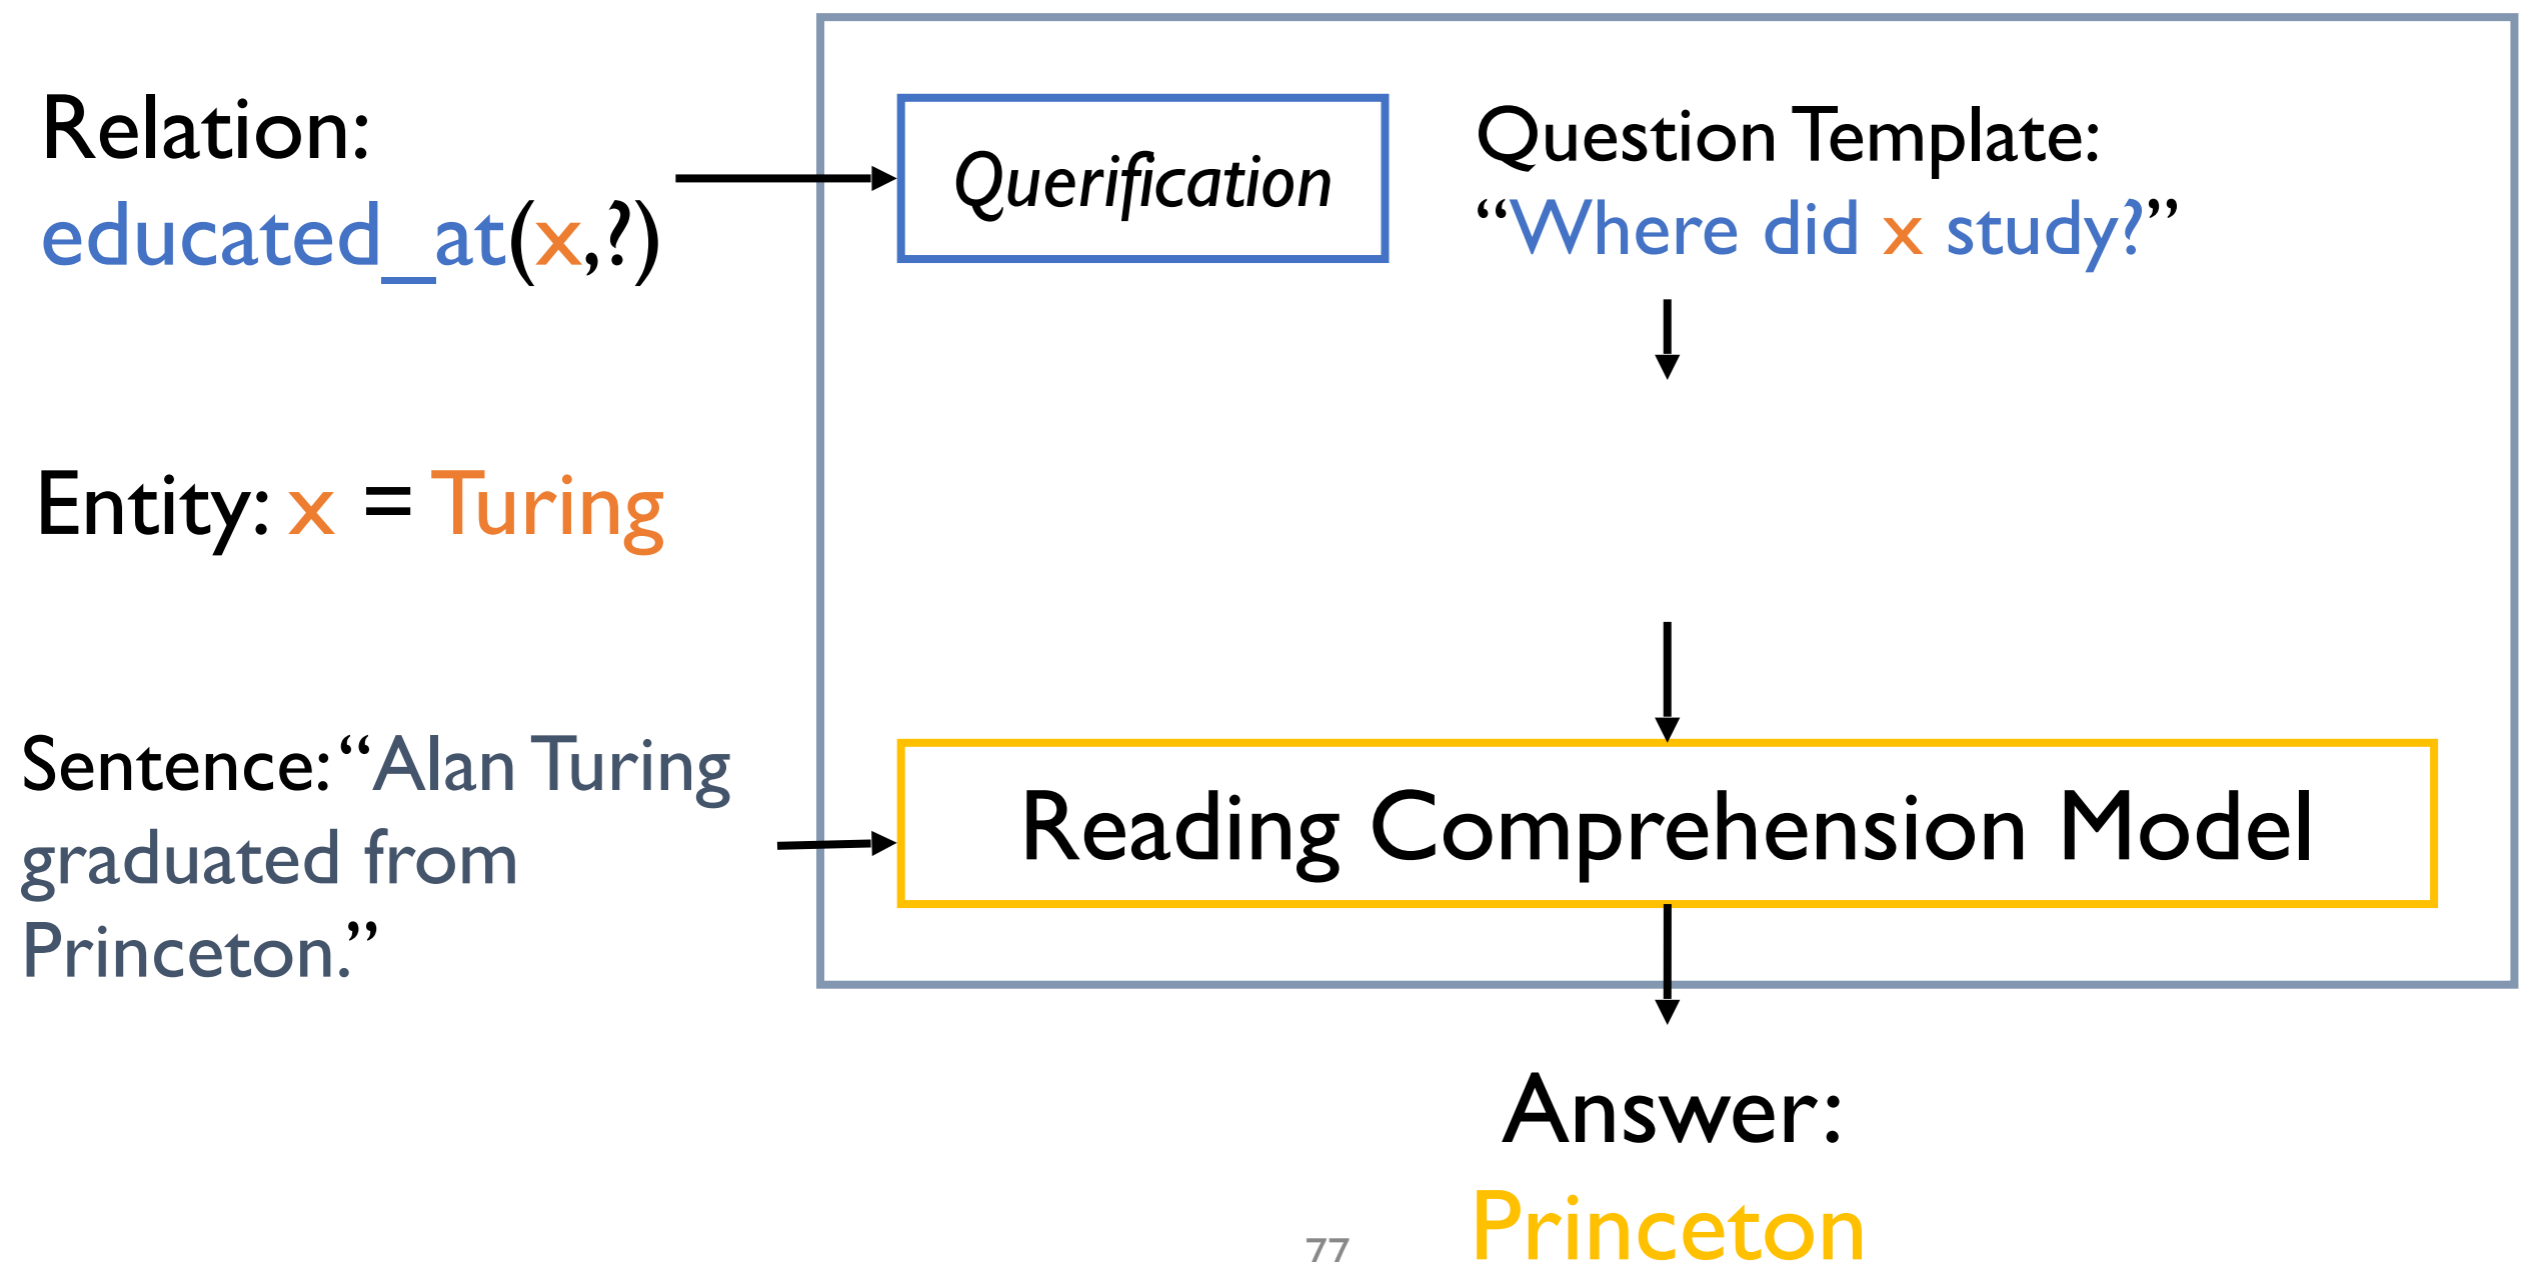 Relation:
educated_at(x,?)
Querification
Question Template:
“Where did x study?”
Entity: x = Turing
Sentence: “Alan Turing
graduated from
Princeton.”
Reading Comprehension Model
Answer:
Princeton
77